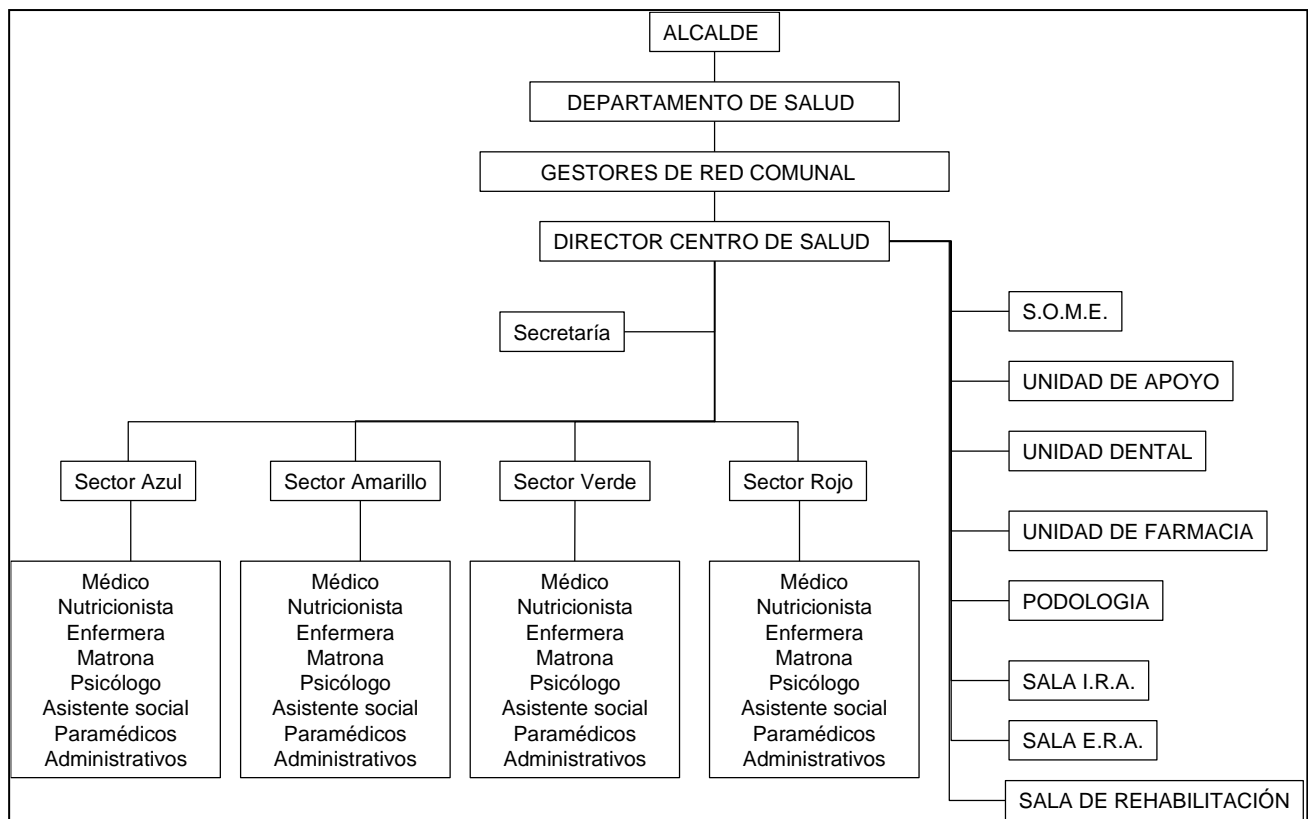 ALCALDE
DEPARTAMENTO DE SALUD
GESTORES DE RED COMUNAL
DIRECTOR CENTRO DE SALUD
Secretaría
S.O.M.E.
UNIDAD DE APOYO
UNIDAD DENTAL
UNIDAD DE FARMACIA
PODOLOGIA
SALA I.R.A.
SALA E.R.A.
SALA DE REHABILITACIÓN
Sector Azul
Médico
Nutricionista
Enfermera
Matrona
Psicólogo
Asistente social
Paramédicos
Administrativos
Sector Amarillo
Médico
Nutricionista
Enfermera
Matrona
Psicólogo
Asistente social
Paramédicos
Administrativos
Sector Verde
Médico
Nutricionista
Enfermera
Matrona
Psicólogo
Asistente social
Paramédicos
Administrativos
Sector Rojo
Médico
Nutricionista
Enfermera
Matrona
Psicólogo
Asistente social
Paramédicos
Administrativos